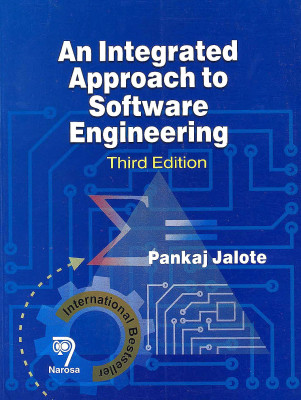 An Integrated
Approach to
Software
Engineering
Third Edition
Pankaj Jalote
International Bestseller
Narosa